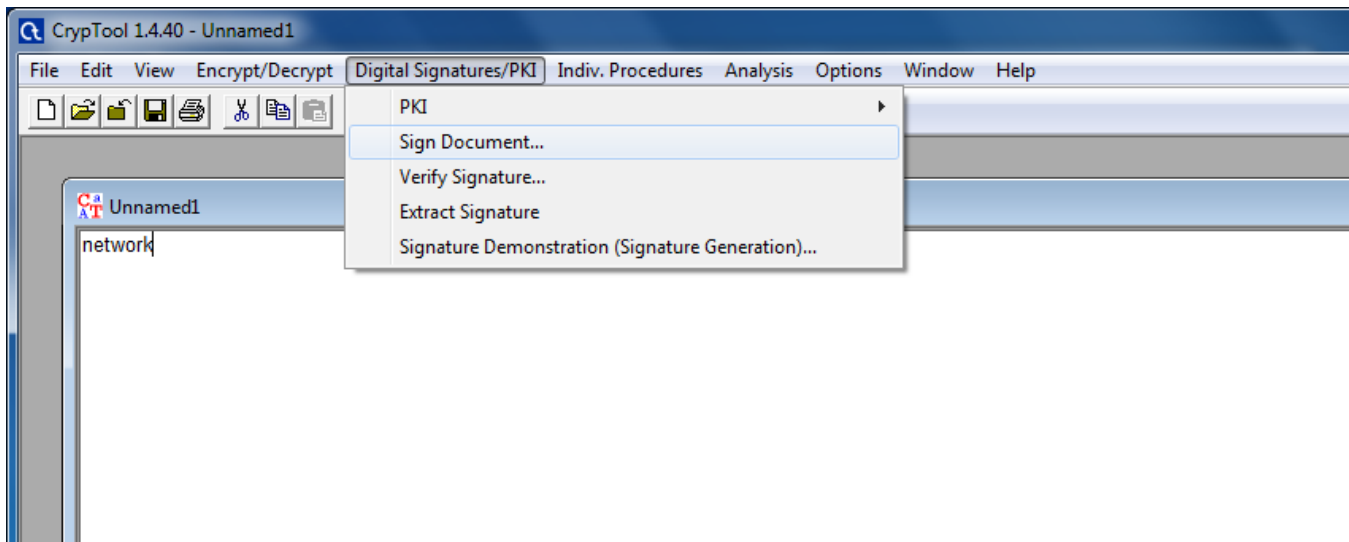 CrypTool 1.4.40 - Unnamed1
File Edit View Encrypt/Decrypt Digital Signatures/PKI Indiv. Procedures Analysis Options Window Help
PKI
Sign Document...
Verify Signature...
Extract Signature
Signature Demonstration (Signature Generation)...
Unnamed1
network